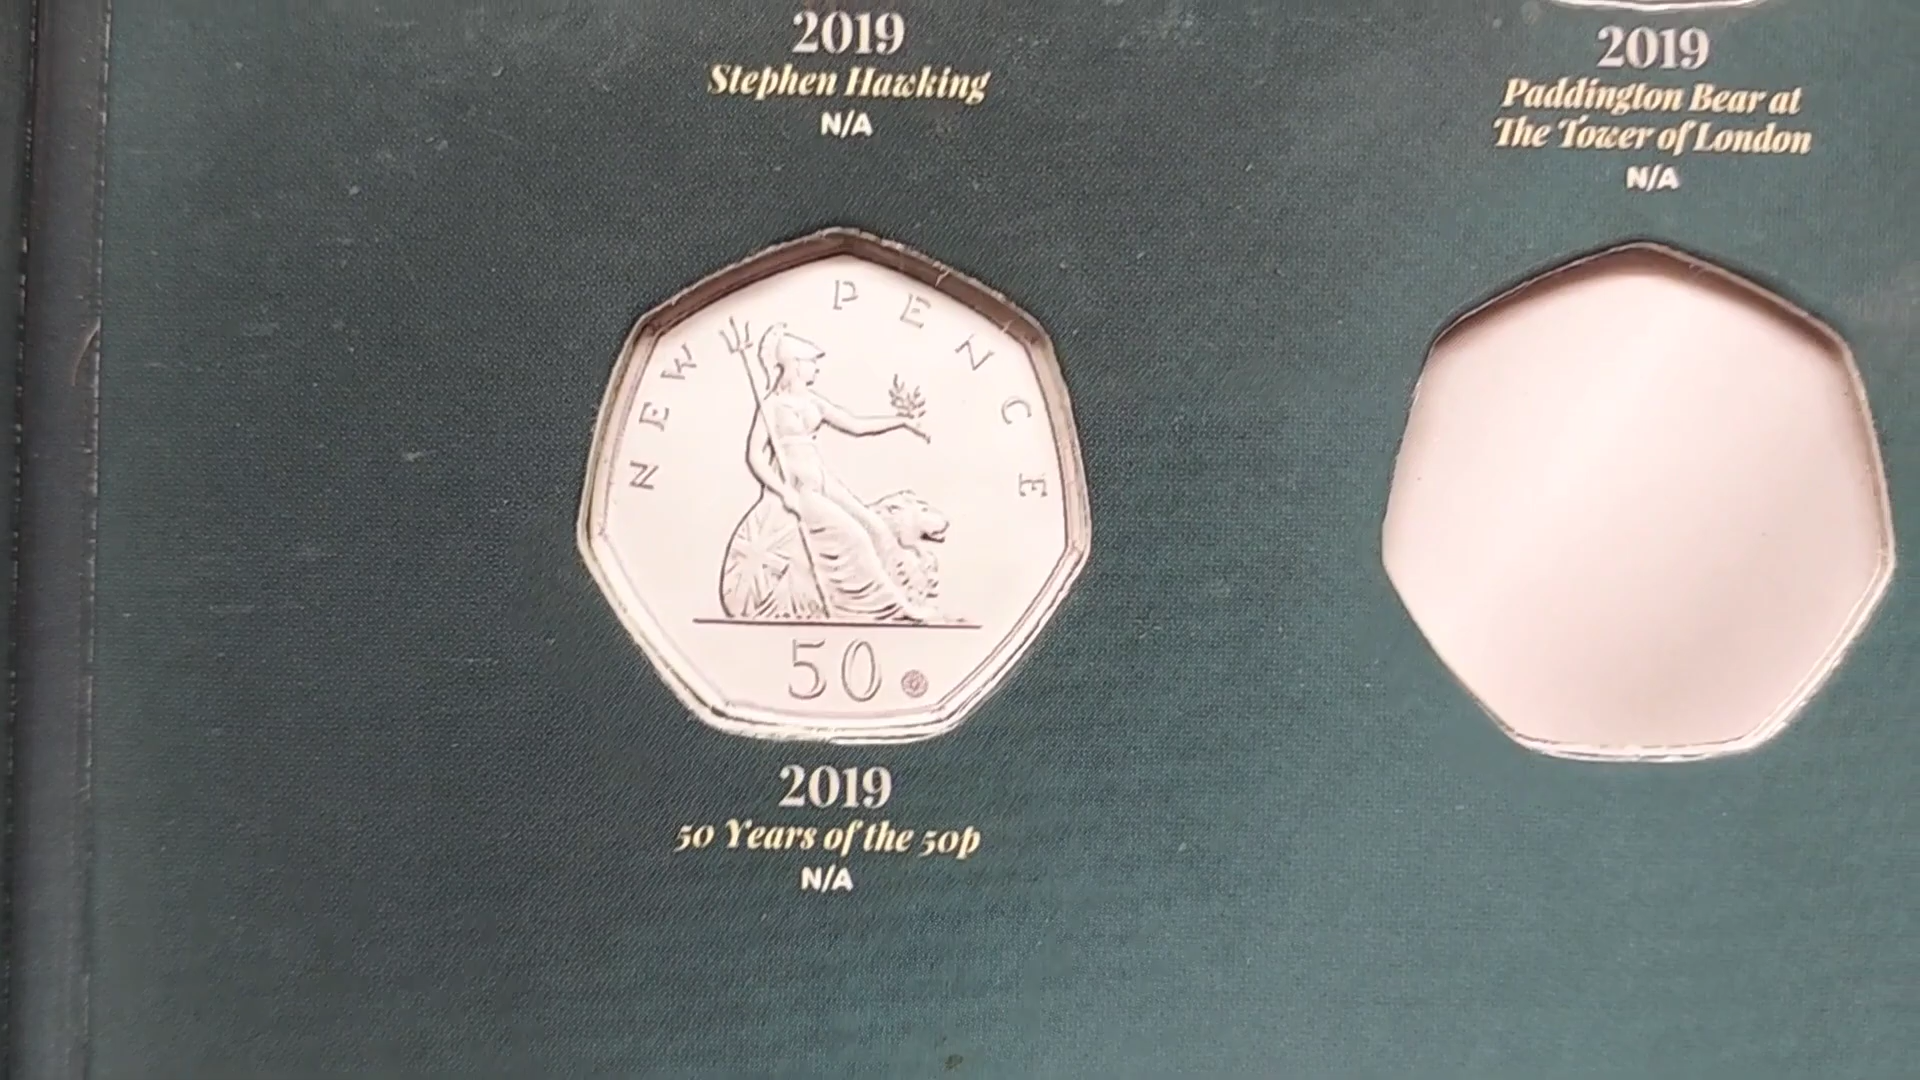 2019
Stephen Hawking
N/A
2019
Paddington Bear at
The Tower of London
N/A
NEW PENCE
50
2019
50 Years of the 50p
N/A